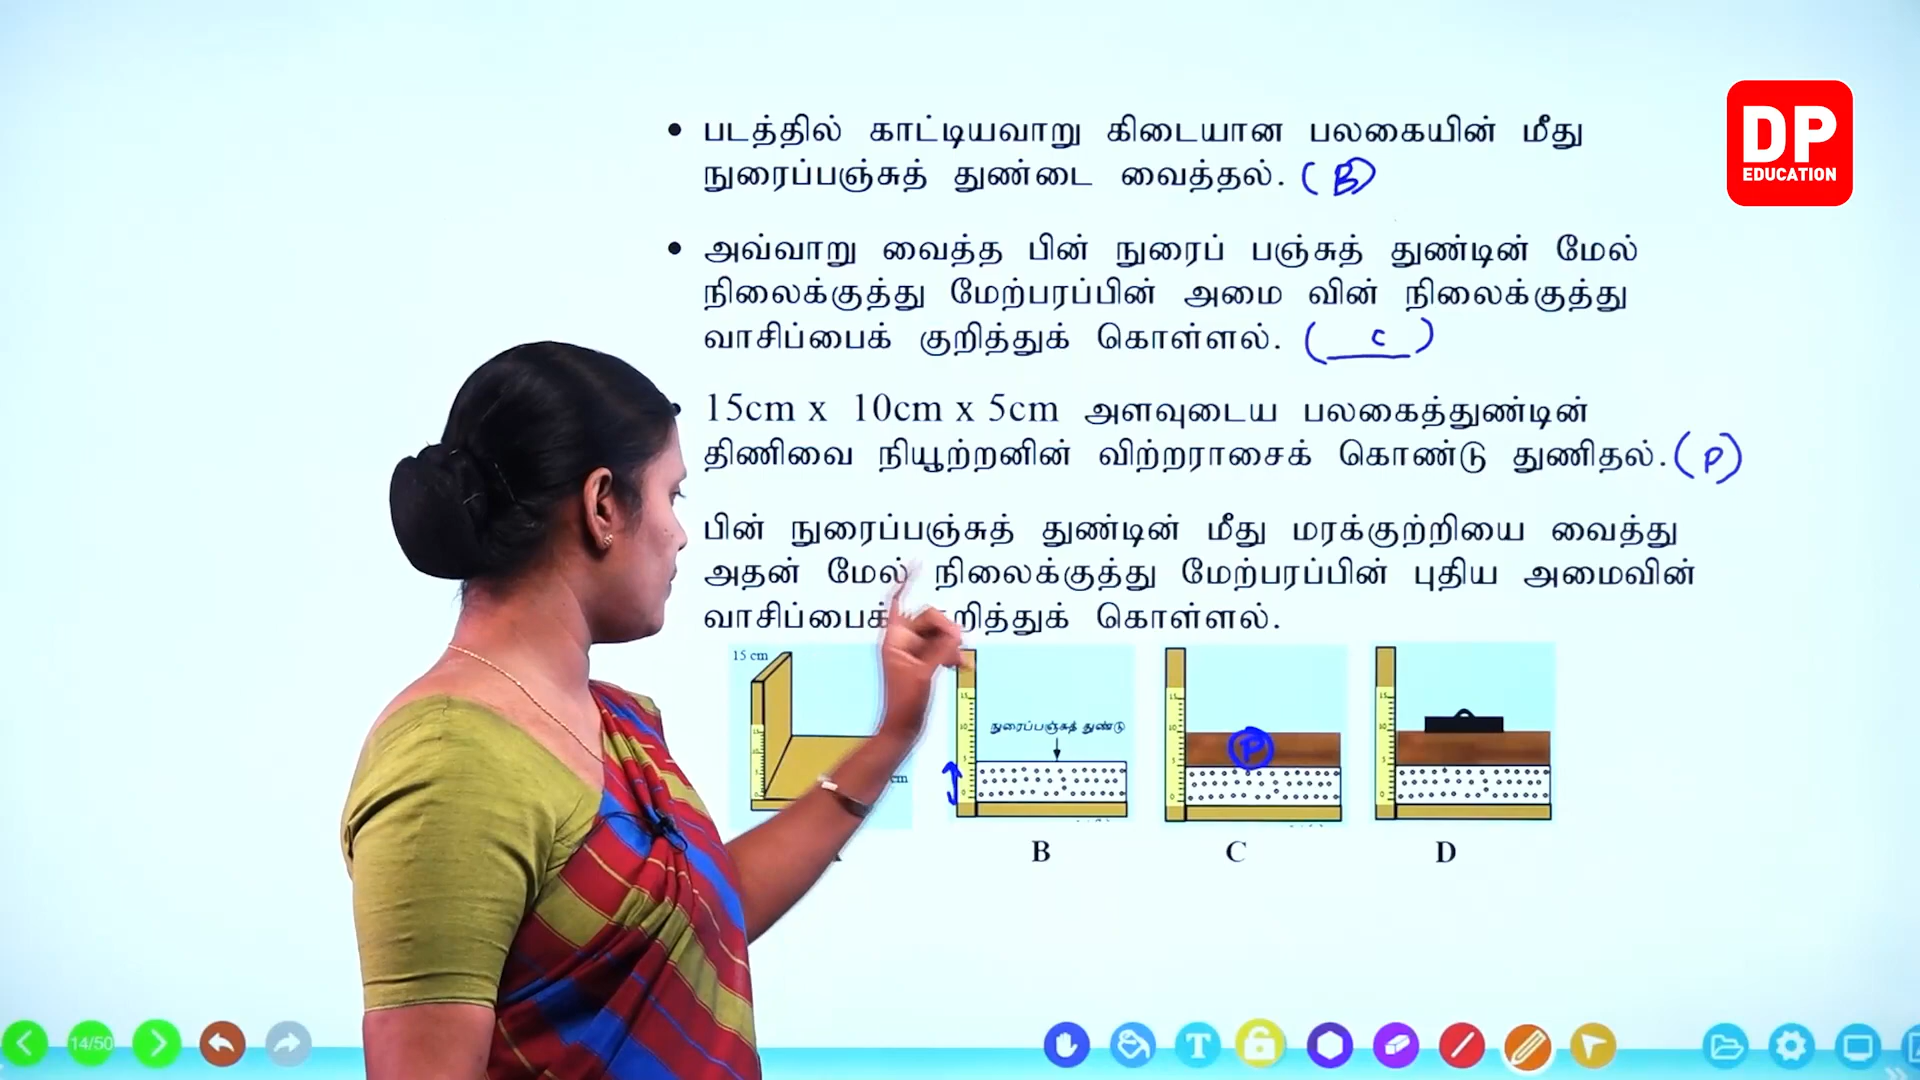 DP
EDUCATION
• படத்தில் காட்டியவாறு கிடையான பலகையின் மீது
நுரைப்பஞ்சுத் துண்டை வைத்தல். (B)
• அவ்வாறு வைத்த பின் நுரைப் பஞ்சுத் துண்டின் மேல்
நிலைக்குத்து மேற்பரப்பின் அமை வின் நிலைக்குத்து
வாசிப்பைக் குறித்துக் கொள்ளல். ( c )
15cm x 10cm x 5cm அளவுடைய பலகைத்துண்டின்
திணிவை நியூற்றனின் விற்றராசைக் கொண்டு துணிதல். (P)
பின் நுரைப்பஞ்சுத் துண்டின் மீது மரக்குற்றியை வைத்து
அதன் மேல் நிலைக்குத்து மேற்பரப்பின் புதிய அமைவின்
வாசிப்பைக் குறித்துக் கொள்ளல்.
15 cm
cm
நுரைப்பஞ்சுத் துண்டு
P
B C D
14/50
T